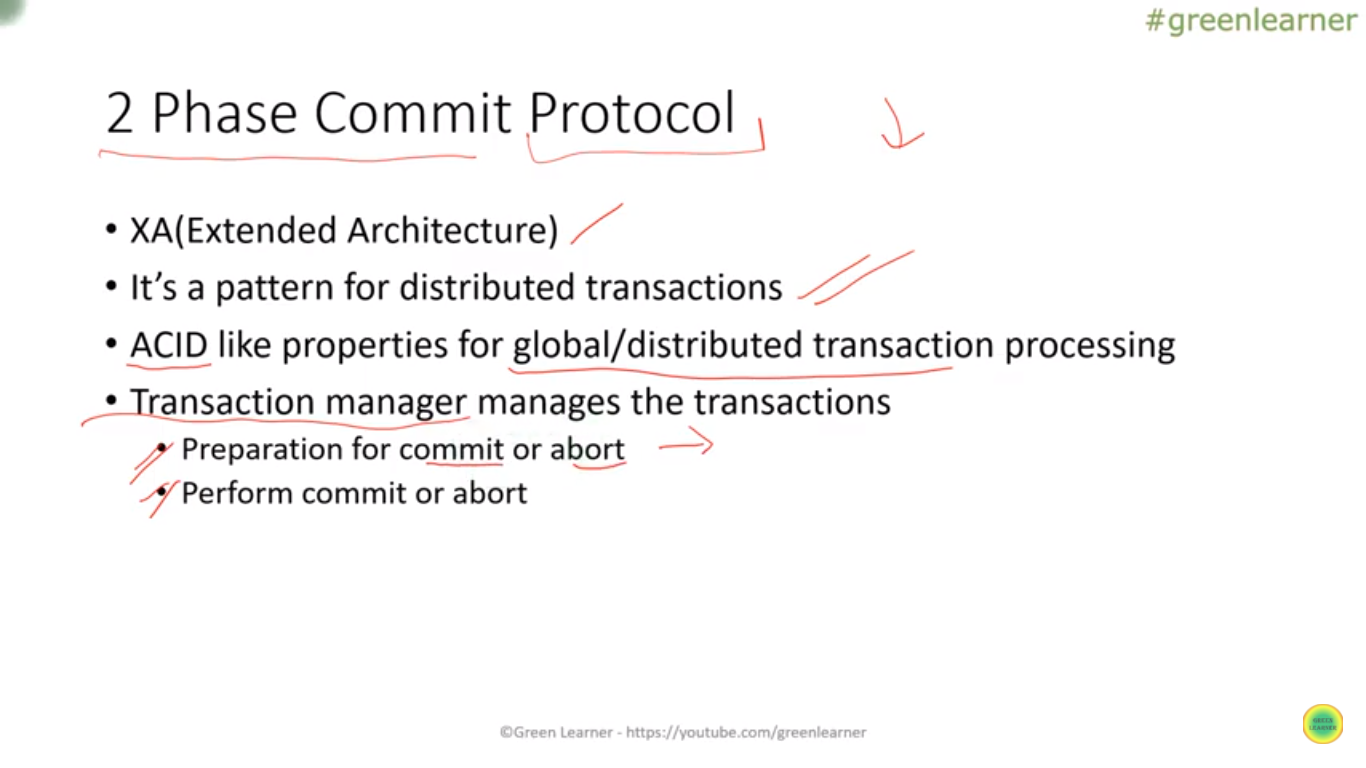 #greenlearner
2 Phase Commit Protocol
• XA(Extended Architecture)
• It's a pattern for distributed transactions
• ACID like properties for global/distributed transaction processing
• Transaction manager manages the transactions
• Preparation for commit or abort
• Perform commit or abort
©Green Learner - https://youtube.com/greenlearner
GREEN
LEARNER